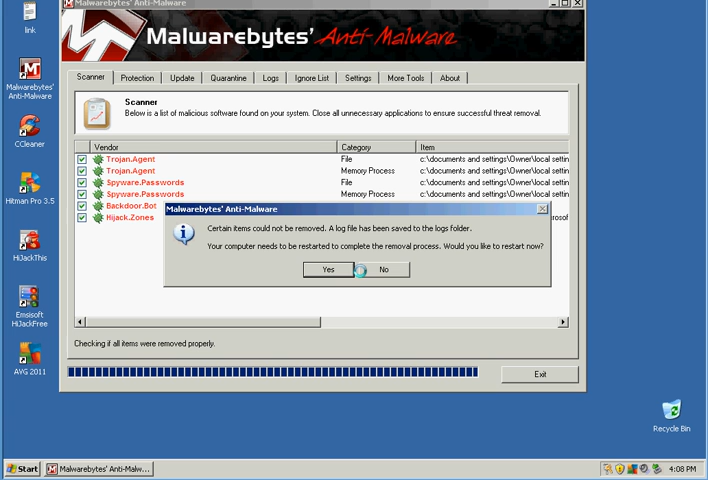 Malwarebytes' Anti-Malware
link
Malwarebytes' Anti-Malware
Malwarebytes'
Anti-Malware
CCleaner
Hitman Pro 3.5
HiJackThis
Emsisoft
HiJackFree
AVG 2011
Scanner Protection Update Quarantine Logs Ignore List Settings More Tools About
Scanner
Below is a list of malicious software found on your system. Close all unnecessary applications to ensure successful threat removal.
Vendor Category Item
Trojan.Agent File c:\documents and settings\Owner\local settin
Trojan.Agent Memory Process c:\documents and settings\Owner\local settin
Spyware.Passwords File c:\documents and settings\Owner\local settin
Spyware.Passwords Memory Process c:\documents and settings\Owner\local settin
Backdoor.Bot
Hijack.Zones rosof
Malwarebytes' Anti-Malware
Certain items could not be removed. A log file has been saved to the logs folder.
Your computer needs to be restarted to complete the removal process. Would you like to restart now?
Yes No
Checking if all items were removed properly.
Exit
Recycle Bin
Start Malwarebytes' Anti-Malw... 4:08 PM